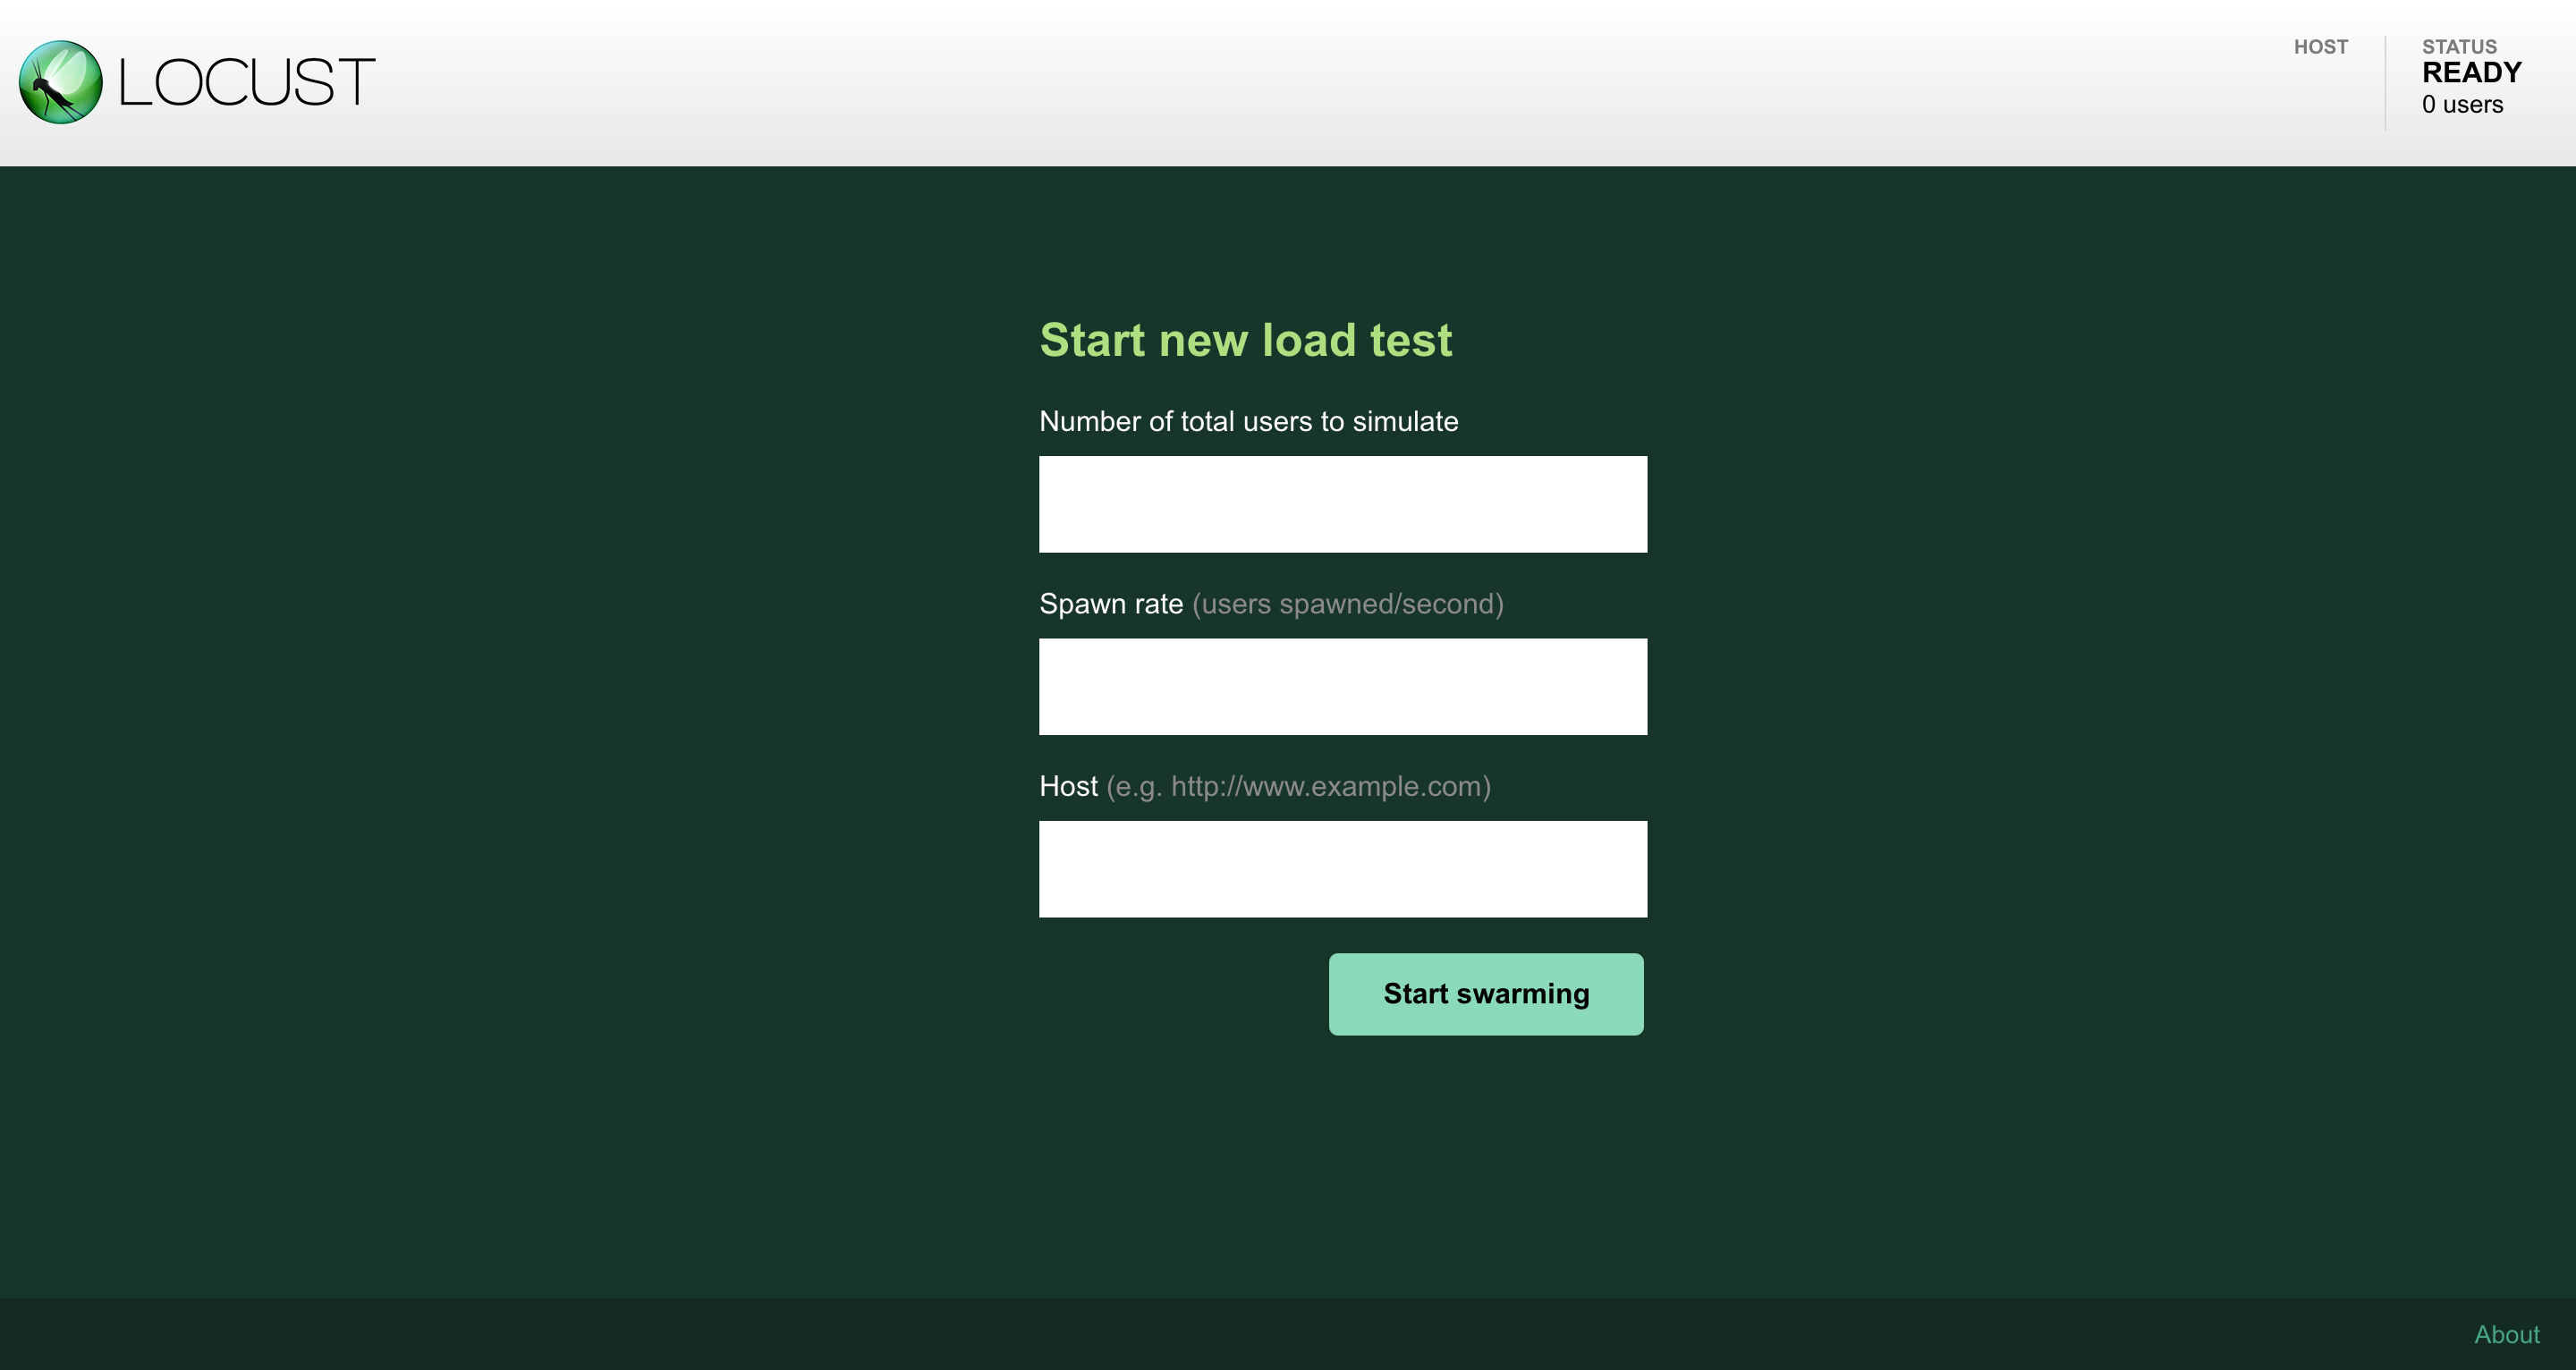 LOCUST
HOST
STATUS
READY
0 users
Start new load test
Number of total users to simulate
Spawn rate (users spawned/second)
Host (e.g. http://www.example.com)
Start swarming
About